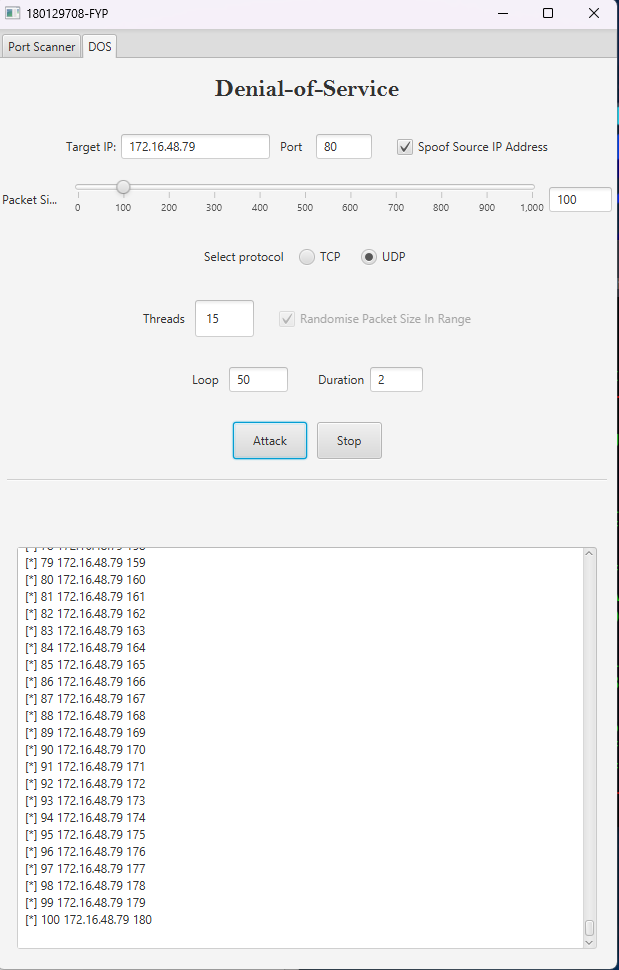 180129708-FYP
Port Scanner DOS
Denial-of-Service
Target IP: 172.16.48.79 Port 80 Spoof Source IP Address
Packet Si... 100
0 100 200 300 400 500 600 700 800 900 1,000
Select protocol TCP UDP
Threads 15 Randomise Packet Size In Range
Loop 50 Duration 2
Attack Stop
[*] 79 172.16.48.79 159
[*] 80 172.16.48.79 160
[*] 81 172.16.48.79 161
[*] 82 172.16.48.79 162
[*] 83 172.16.48.79 163
[*] 84 172.16.48.79 164
[*] 85 172.16.48.79 165
[*] 86 172.16.48.79 166
[*] 87 172.16.48.79 167
[*] 88 172.16.48.79 168
[*] 89 172.16.48.79 169
[*] 90 172.16.48.79 170
[*] 91 172.16.48.79 171
[*] 92 172.16.48.79 172
[*] 93 172.16.48.79 173
[*] 94 172.16.48.79 174
[*] 95 172.16.48.79 175
[*] 96 172.16.48.79 176
[*] 97 172.16.48.79 177
[*] 98 172.16.48.79 178
[*] 99 172.16.48.79 179
[*] 100 172.16.48.79 180